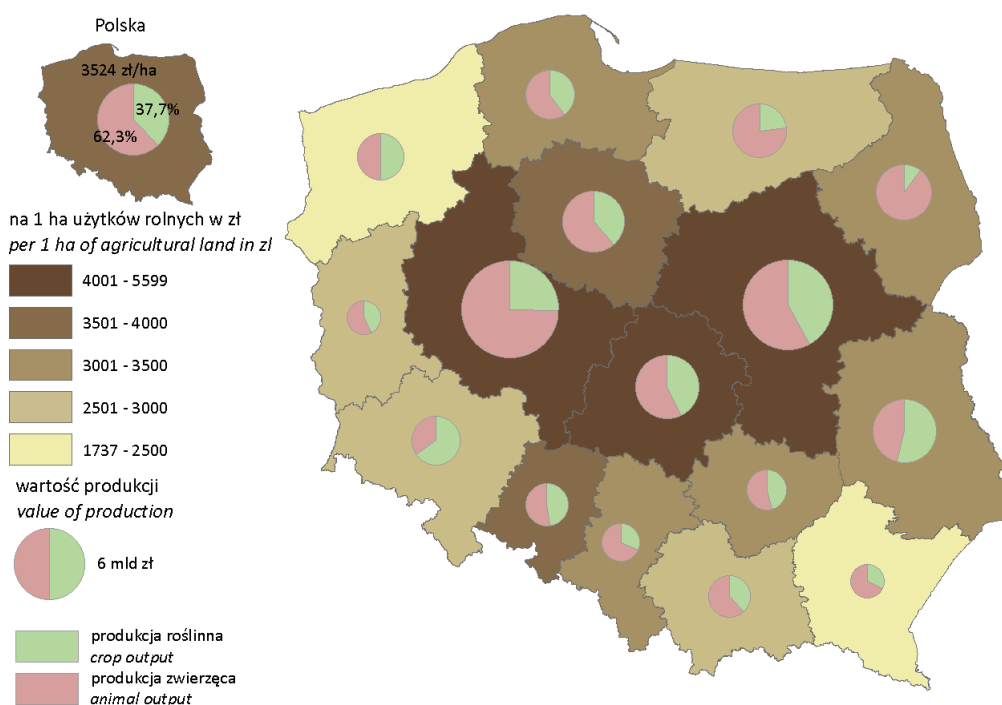 Polska
3524 zł/ha
37,7%
62,3%
na 1 ha użytków rolnych w zł
per 1 ha of agricultural land in zl
4001 - 5599
3501 - 4000
3001 - 3500
2501 - 3000
1737 - 2500
wartość produkcji
value of production
6 mld zł
produkcja roślinna
crop output
produkcja zwierzęca
animal output